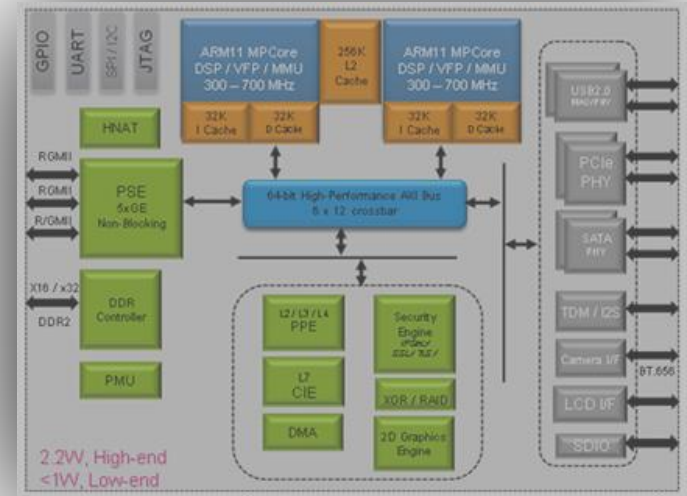 GPIO
UART
SPI / I2C
JTAG
ARM11 MPCore
DSP / VFP / MMU
300 – 700 MHz
32K
I Cache
32K
D Cache
256K
L2
Cache
ARM11 MPCore
DSP / VFP / MMU
300 – 700 MHz
32K
I Cache
32K
D Cache
HNAT
RGMII
RGMII
R/GMII
PSE
5xGE
Non-Blocking
64-bit High-Performance AXI Bus
8 x 12 crossbar
X16 / x32
DDR2
DDR
Controller
PMU
L2 / L3 / L4
PPE
L7
CIE
DMA
Security
Engine
XOR / RAID
2D Graphics
Engine
USB2.0
PCIe
PHY
SATA
PHY
TDM / I2S
Camera I/F
BT.656
LCD I/F
SDIO
2.2W, High-end
<1W, Low-end